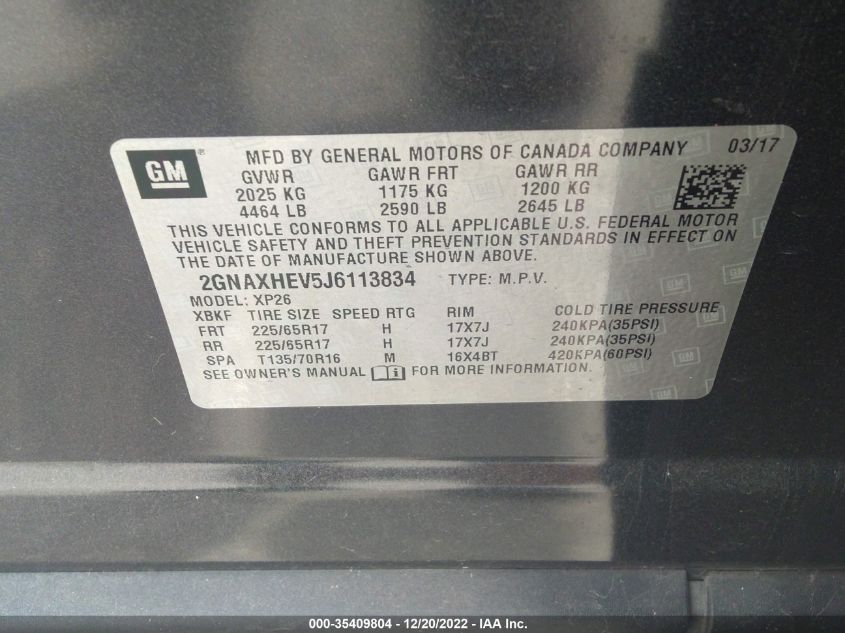 GM ® MFD BY GENERAL MOTORS OF CANADA COMPANY 03/17
GVWR GAWR FRT GAWR RR
2025 KG 1175 KG 1200 KG
4464 LB 2590 LB 2645 LB
THIS VEHICLE CONFORMS TO ALL APPLICABLE U.S. FEDERAL MOTOR
VEHICLE SAFETY AND THEFT PREVENTION STANDARDS IN EFFECT ON
THE DATE OF MANUFACTURE SHOWN ABOVE.
2GNAXHEV5J6113834 TYPE: M.P.V.
MODEL: XP26
XBKF TIRE SIZE SPEED RTG RIM COLD TIRE PRESSURE
FRT 225/65R17 H 17X7J 240KPA(35PSI)
RR 225/65R17 H 17X7J 240KPA(35PSI)
SPA T135/70R16 M 16X4BT 420KPA(60PSI)
SEE OWNER'S MANUAL i FOR MORE INFORMATION.
000-35409804 - 12/20/2022 - IAA Inc.